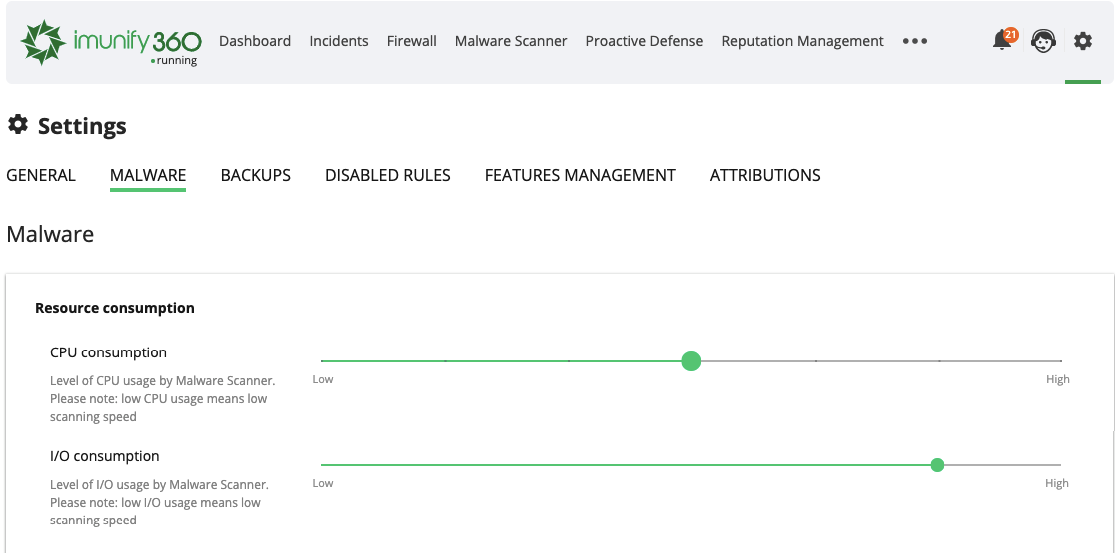 imunify360 Dashboard Incidents Firewall Malware Scanner Proactive Defense Reputation Management ••• 21
•running
Settings
GENERAL MALWARE BACKUPS DISABLED RULES FEATURES MANAGEMENT ATTRIBUTIONS
Malware
Resource consumption
CPU consumption
Level of CPU usage by Malware Scanner.
Please note: low CPU usage means low
scanning speed
Low High
I/O consumption
Level of I/O usage by Malware Scanner.
Please note: low I/O usage means low
scanning speed
Low High